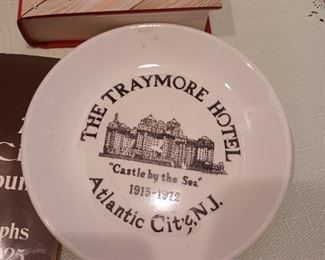 THE TRAYMORE HOTEL
"Castle by the Sea"
1915-1972
Atlantic City, N.J.